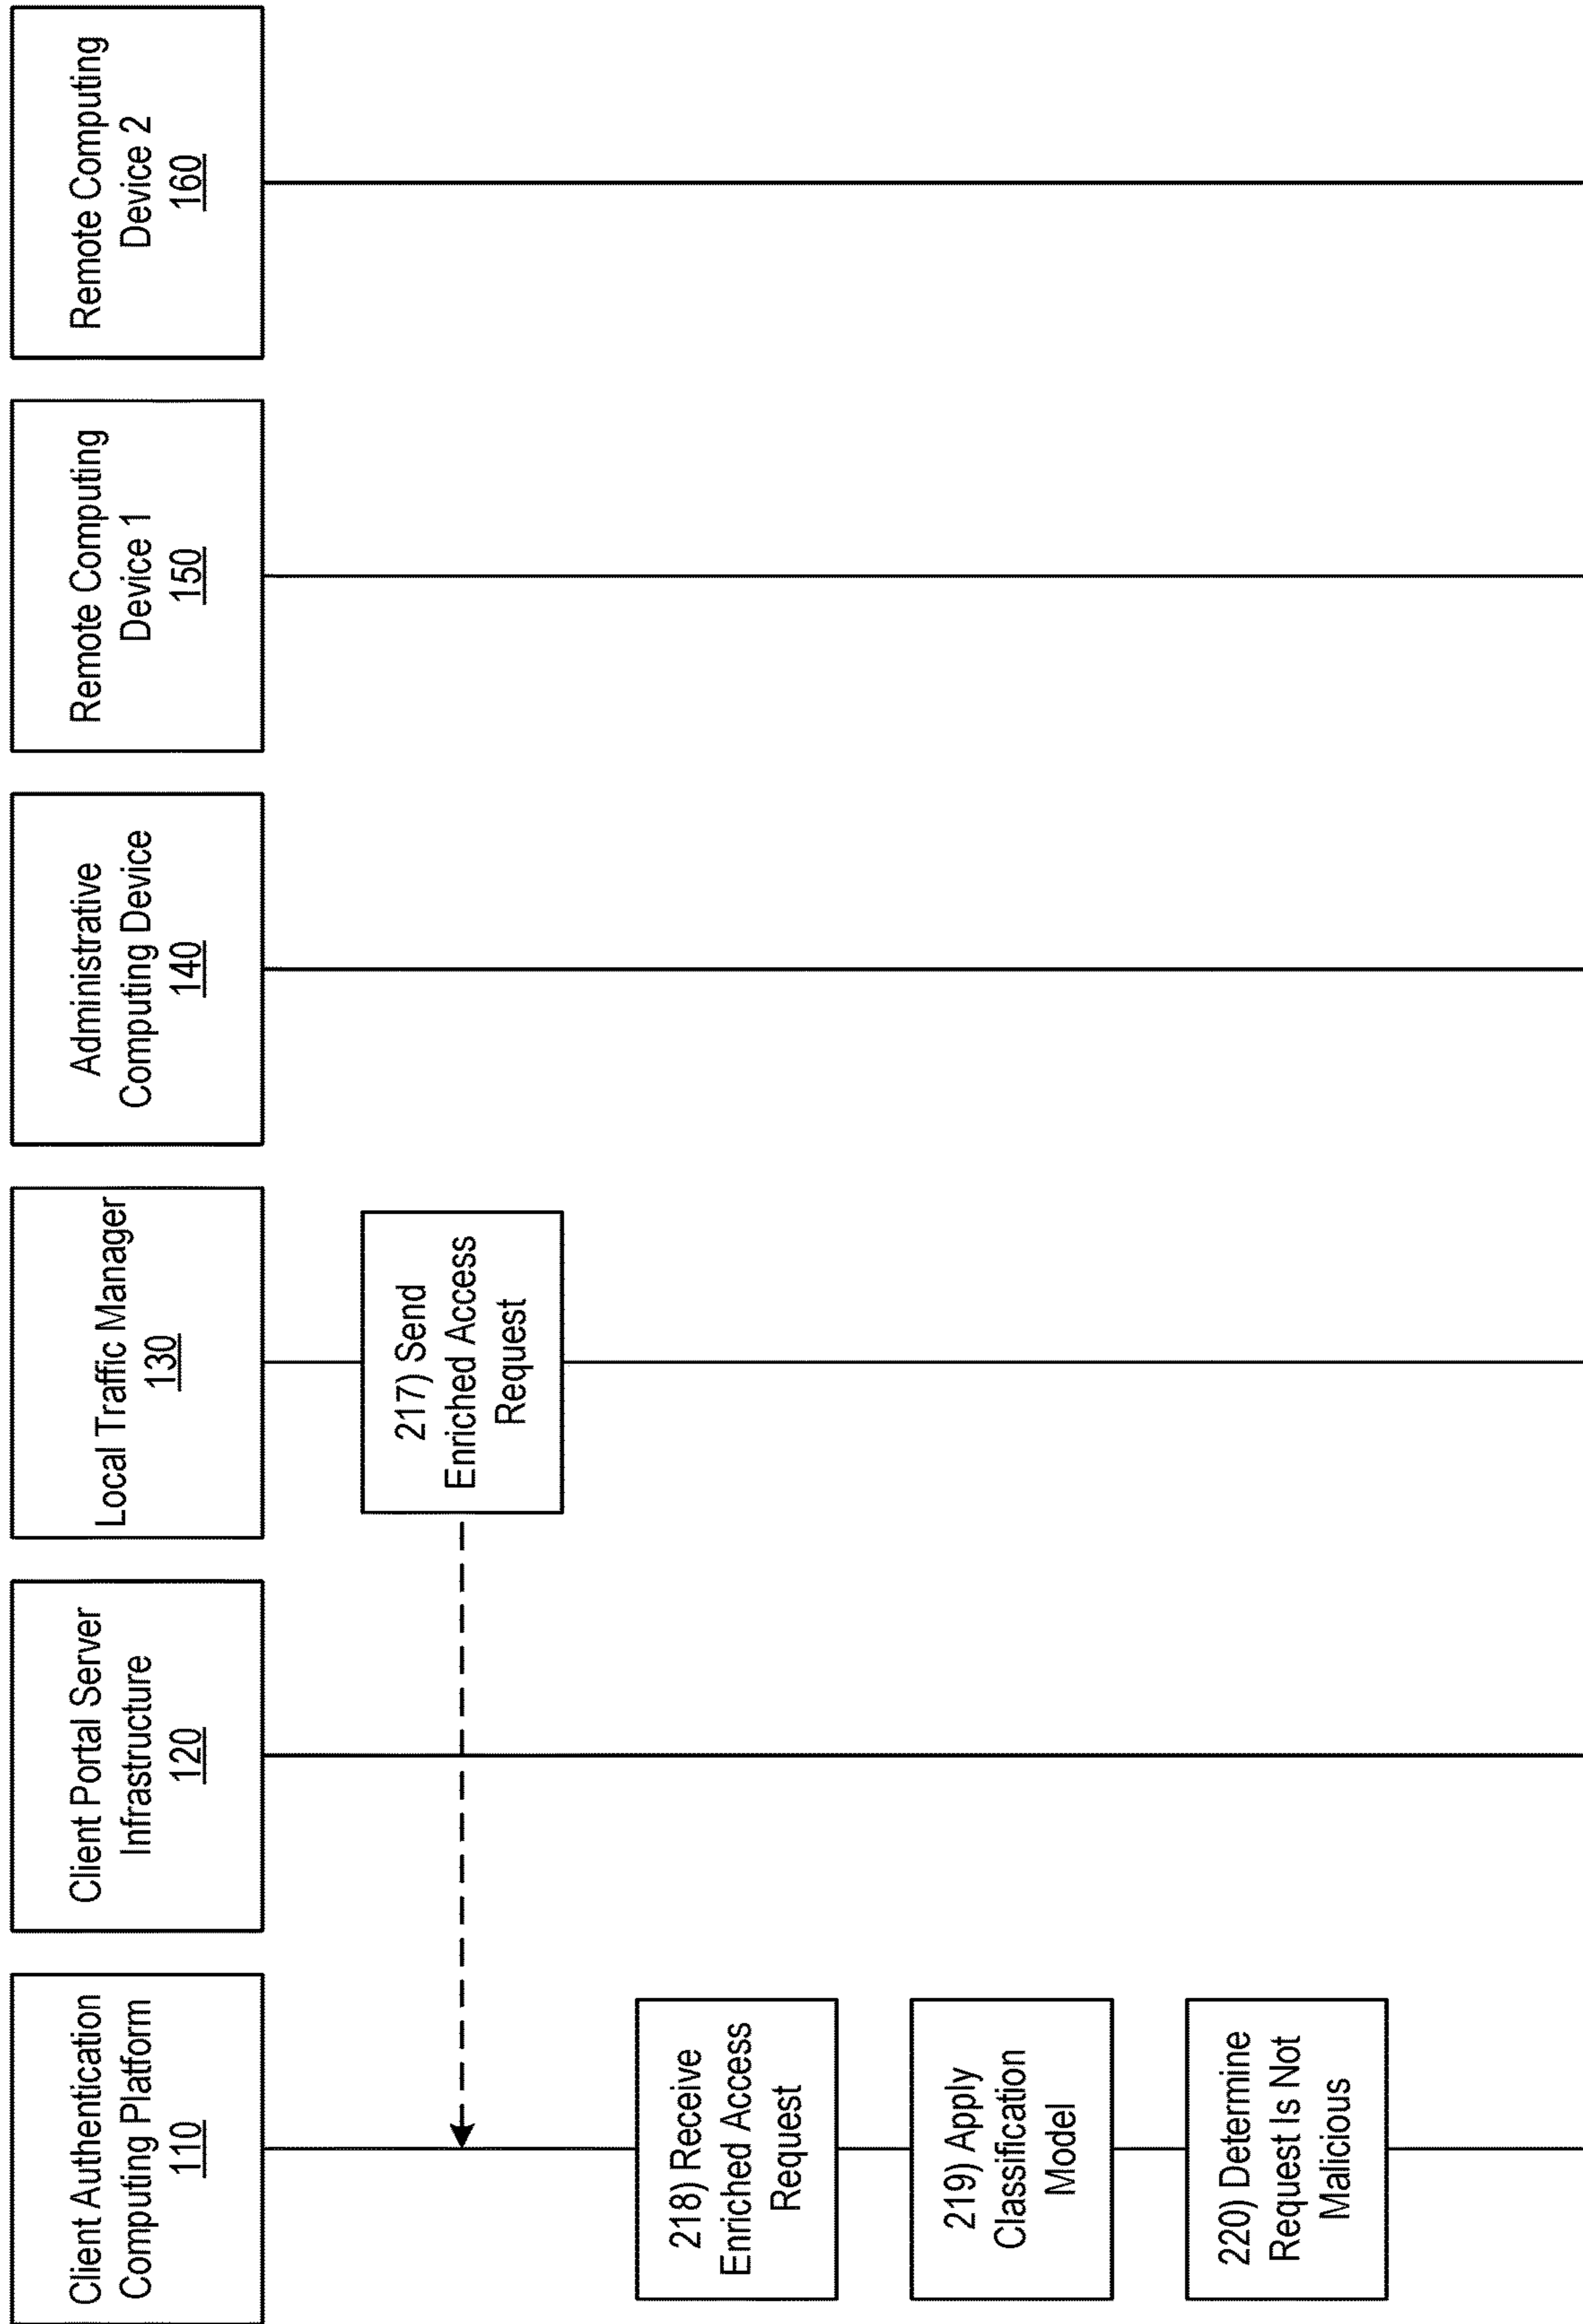 Client Authentication
Computing Platform
110
Client Portal Server
Infrastructure
120
Local Traffic Manager
130
Administrative
Computing Device
140
Remote Computing
Device 1
150
Remote Computing
Device 2
160
217) Send
Enriched Access
Request
218) Receive
Enriched Access
Request
219) Apply
Classification
Model
220) Determine
Request Is Not
Malicious